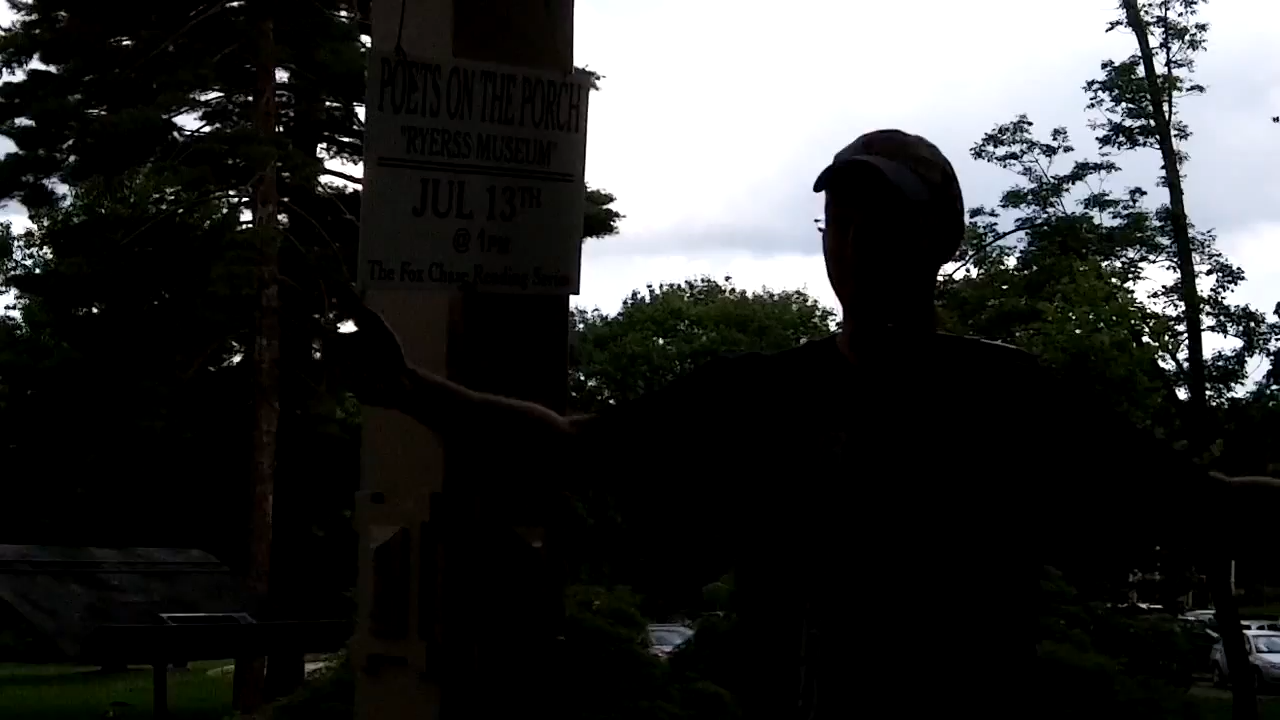 POETS ON THE PORCH
"RYERSS MUSEUM"
JUL 13TH
@ 1PM
The Fox Chase Reading Series